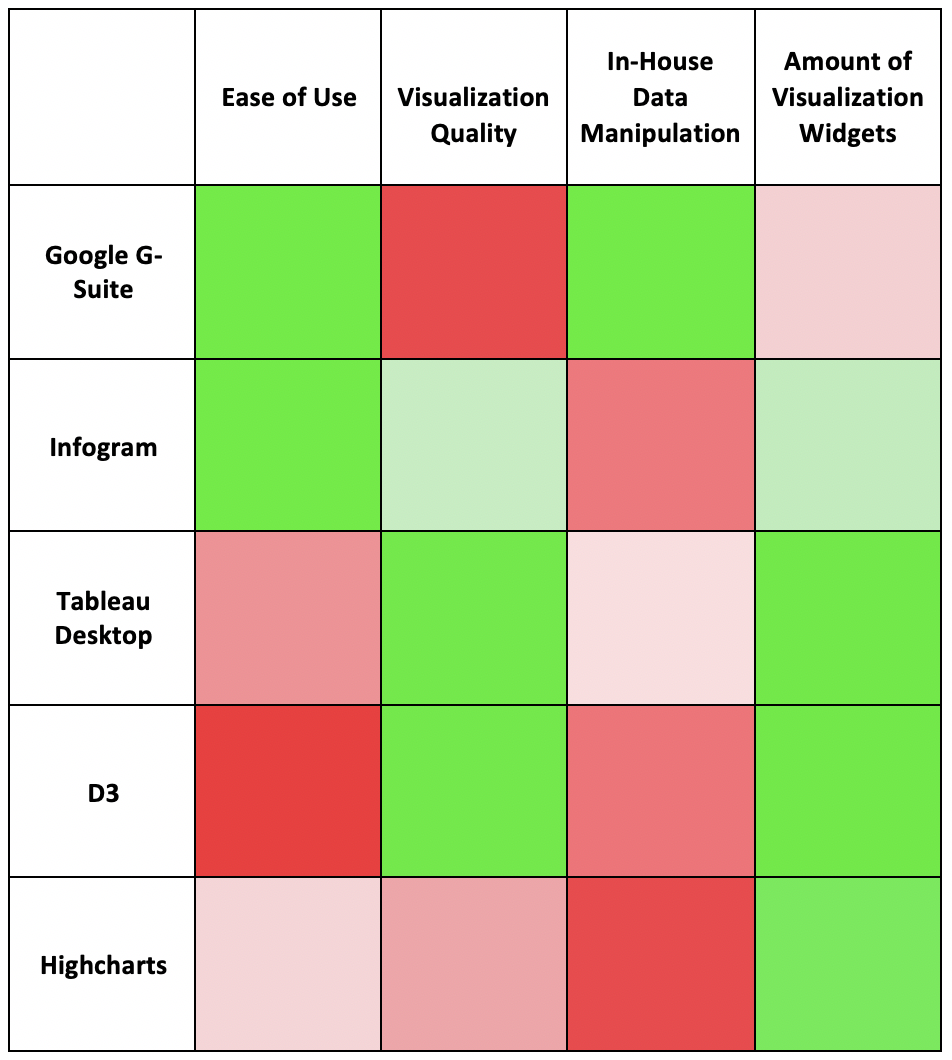 Ease of Use
Visualization
Quality
In-House
Data
Manipulation
Amount of
Visualization
Widgets
Google G-
Suite
Infogram
Tableau
Desktop
D3
Highcharts